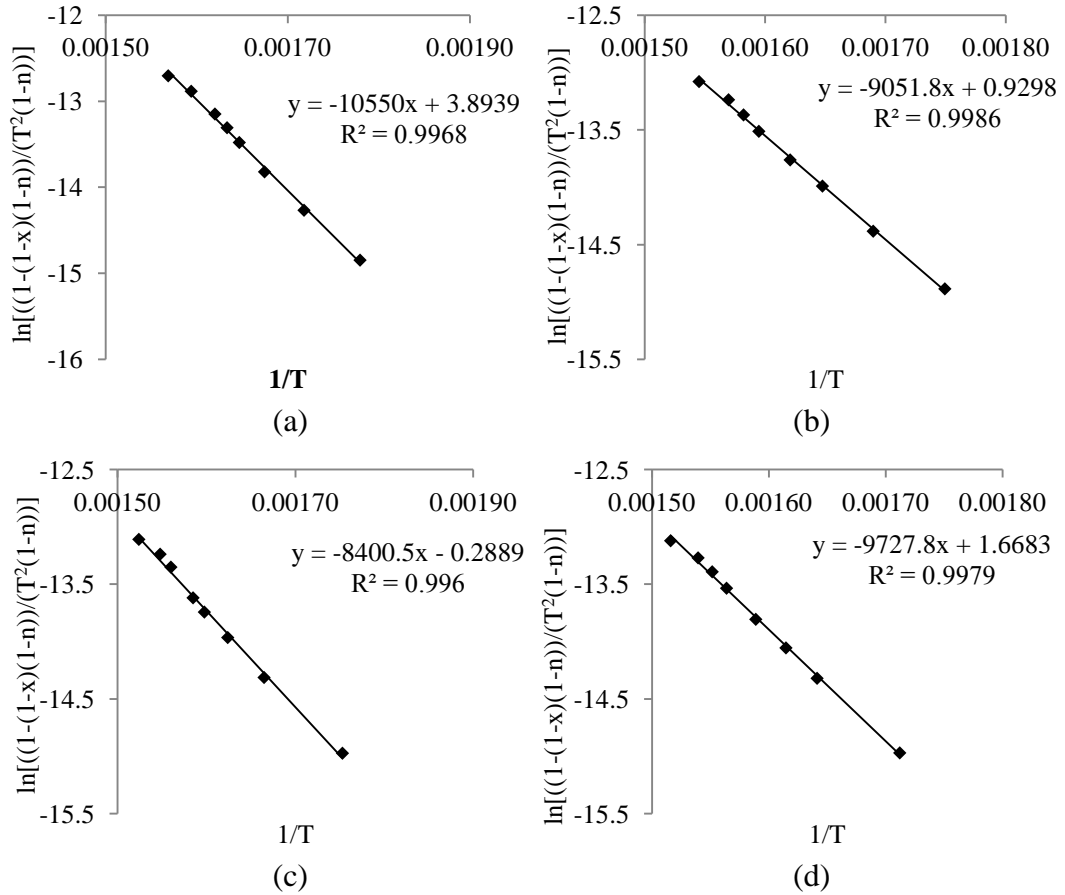 -12
0.00150 0.00170 0.00190
-13
-14
-15
-16
y = -10550x + 3.8939
R² = 0.9968
ln[((1-(1-x)(1-n))/(T²(1-n))]
1/T
(a)
-12.5
0.00150 0.00160 0.00170 0.00180
-13.5
-14.5
-15.5
y = -9051.8x + 0.9298
R² = 0.9986
ln[((1-(1-x)(1-n))/(T²(1-n))]
1/T
(b)
-12.5
0.00150 0.00170 0.00190
-13.5
-14.5
-15.5
y = -8400.5x - 0.2889
R² = 0.996
ln[((1-(1-x)(1-n))/(T²(1-n))]
1/T
(c)
-12.5
0.00150 0.00160 0.00170 0.00180
-13.5
-14.5
-15.5
y = -9727.8x + 1.6683
R² = 0.9979
ln[((1-(1-x)(1-n))/(T²(1-n))]
1/T
(d)